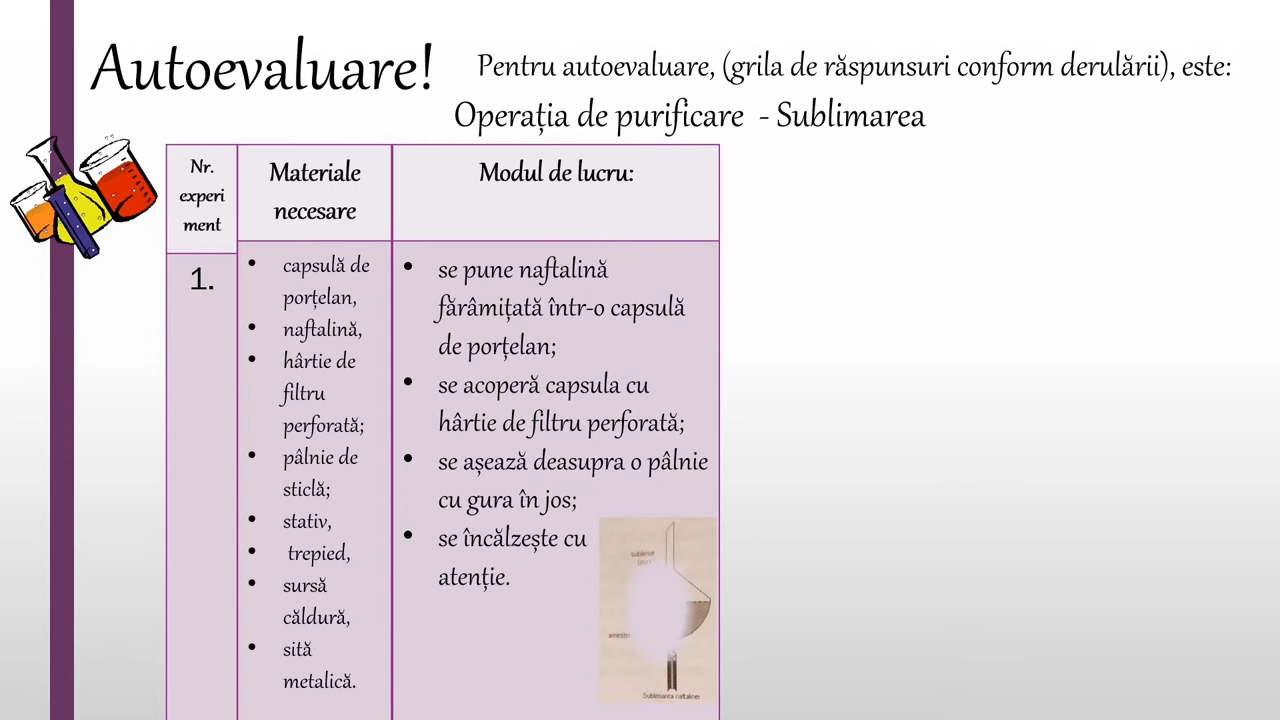 Autoevaluare!
Pentru autoevaluare, (grila de răspunsuri conform derulării), este:
Operația de purificare - Sublimarea
Nr.
experi
ment
Materiale
necesare
Modul de lucru:
1.
• capsulă de
porțelan,
• naftalină,
• hârtie de
filtru
perforată;
• pâlnie de
sticlă;
• stativ,
• trepied,
• sursă
căldură,
• sită
metalică.
• se pune naftalină
fărâmițată într-o capsulă
de porțelan;
• se acoperă capsula cu
hârtie de filtru perforată;
• se așează deasupra o pâlnie
cu gura în jos;
• se încălzește cu
atenție.
Sublimarea naftalinei